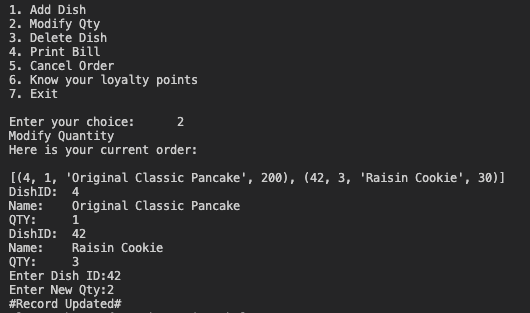 1. Add Dish
2. Modify Qty
3. Delete Dish
4. Print Bill
5. Cancel Order
6. Know your loyalty points
7. Exit
Enter your choice: 2
Modify Quantity
Here is your current order:
[(4, 1, 'Original Classic Pancake', 200), (42, 3, 'Raisin Cookie', 30)]
DishID: 4
Name: Original Classic Pancake
QTY: 1
DishID: 42
Name: Raisin Cookie
QTY: 3
Enter Dish ID:42
Enter New Qty:2
#Record Updated#